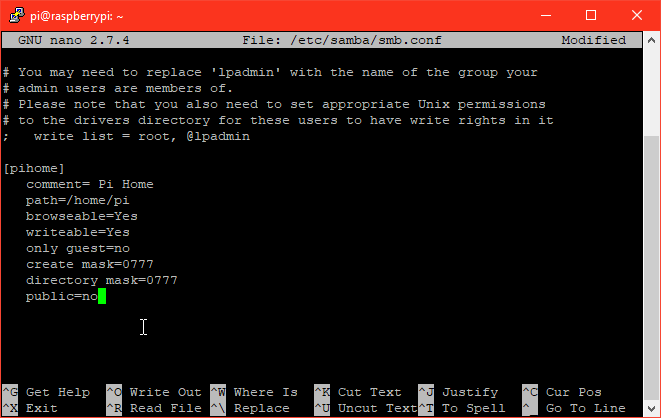 pi@raspberrypi: ~
GNU nano 2.7.4 File: /etc/samba/smb.conf Modified
# You may need to replace 'lpadmin' with the name of the group your
# admin users are members of.
# Please note that you also need to set appropriate Unix permissions
# to the drivers directory for these users to have write rights in it
; write list = root, @lpadmin
[pihome]
comment= Pi Home
path=/home/pi
browseable=Yes
writeable=Yes
only guest=no
create mask=0777
directory mask=0777
public=no
^G Get Help ^O Write Out ^W Where Is ^K Cut Text ^J Justify ^C Cur Pos
^X Exit ^R Read File ^\ Replace ^U Uncut Text ^T To Spell ^_ Go To Line